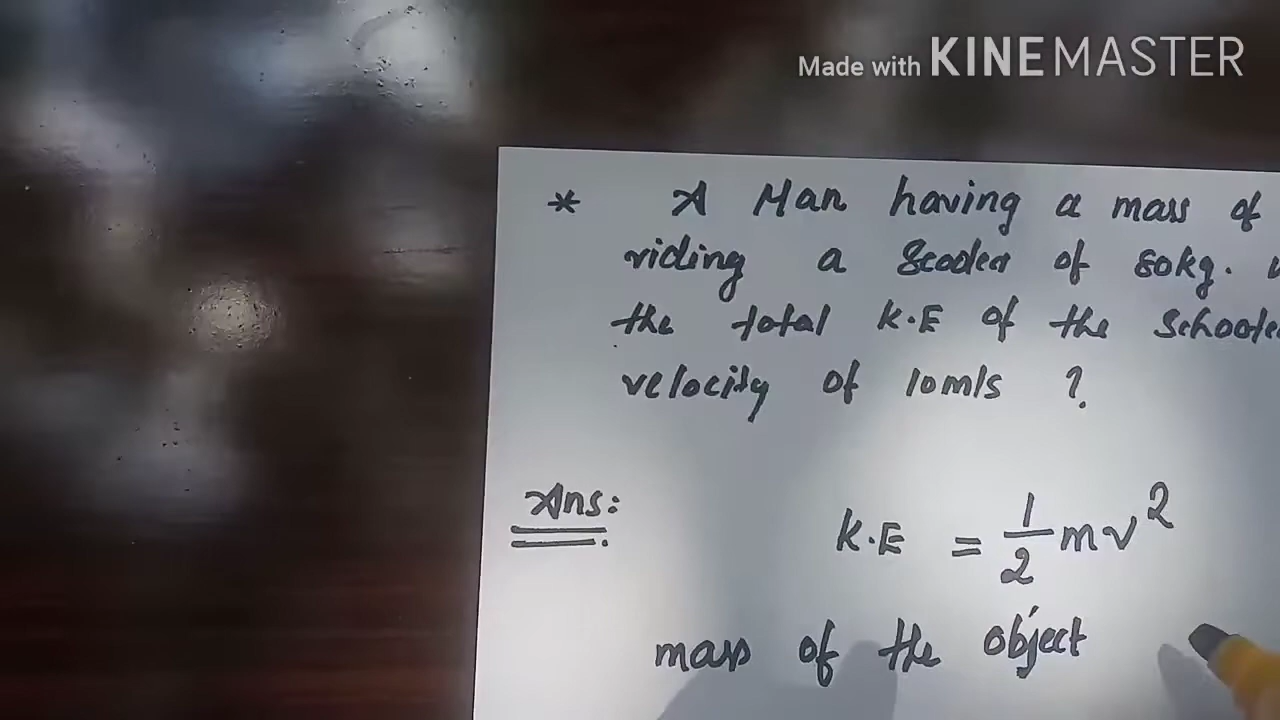 Made with KINEMASTER
* A Man having a mass of
riding a Scooter of 80kg.
the total K.E of the Schoote
velocity of 10m/s ?
Ans:
K.E = 1/2 mv²
mass of the object